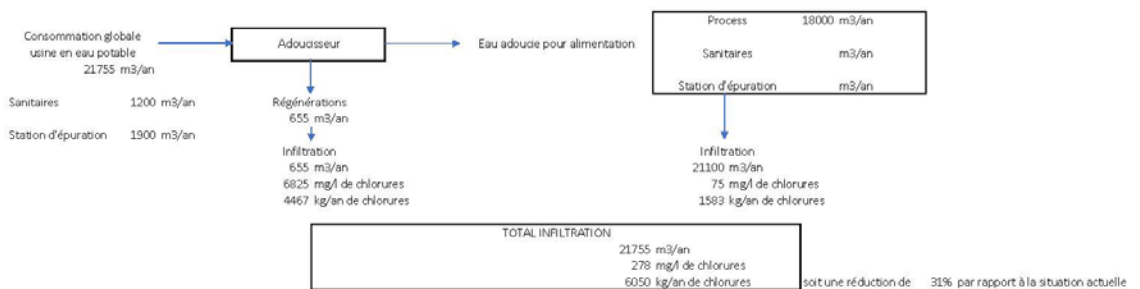 Consommation globale
usine en eau potable
21755 m3/an
Adoucisseur
Eau adoucie pour alimentation
Process 18000 m3/an
Sanitaires m3/an
Station d'épuration m3/an
Sanitaires 1200 m3/an
Station d'épuration 1900 m3/an
Régénérations
655 m3/an
Infiltration
655 m3/an
6825 mg/l de chlorures
4467 kg/an de chlorures
Infiltration
21100 m3/an
75 mg/l de chlorures
1583 kg/an de chlorures
TOTAL INFILTRATION
21755 m3/an
278 mg/l de chlorures
6050 kg/an de chlorures soit une réduction de 31% par rapport à la situation actuelle